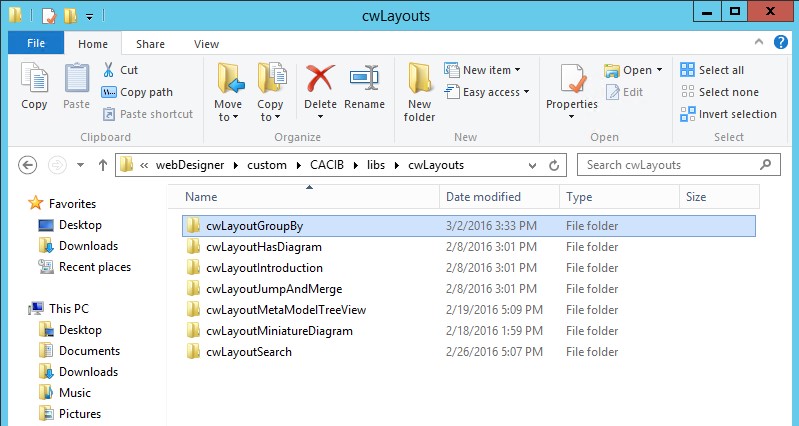 cwLayouts
File Home Share View
Copy Paste Cut Copy path Paste shortcut
Clipboard
Move to Copy to Delete Rename
Organize
New folder New item Easy access
New
Properties Open Edit
Open
Select all Select none Invert selection
Select
« webDesigner custom CACIB libs cwLayouts Search cwLayouts
Name Date modified Type Size
Favorites
Desktop
Downloads
Recent places
This PC
Desktop
Documents
Downloads
Music
Pictures
cwLayoutGroupBy 3/2/2016 3:33 PM File folder
cwLayoutHasDiagram 2/8/2016 3:01 PM File folder
cwLayoutIntroduction 2/8/2016 3:01 PM File folder
cwLayoutJumpAndMerge 2/8/2016 3:01 PM File folder
cwLayoutMetaModelTreeView 2/19/2016 5:09 PM File folder
cwLayoutMiniatureDiagram 2/18/2016 1:59 PM File folder
cwLayoutSearch 2/26/2016 5:07 PM File folder